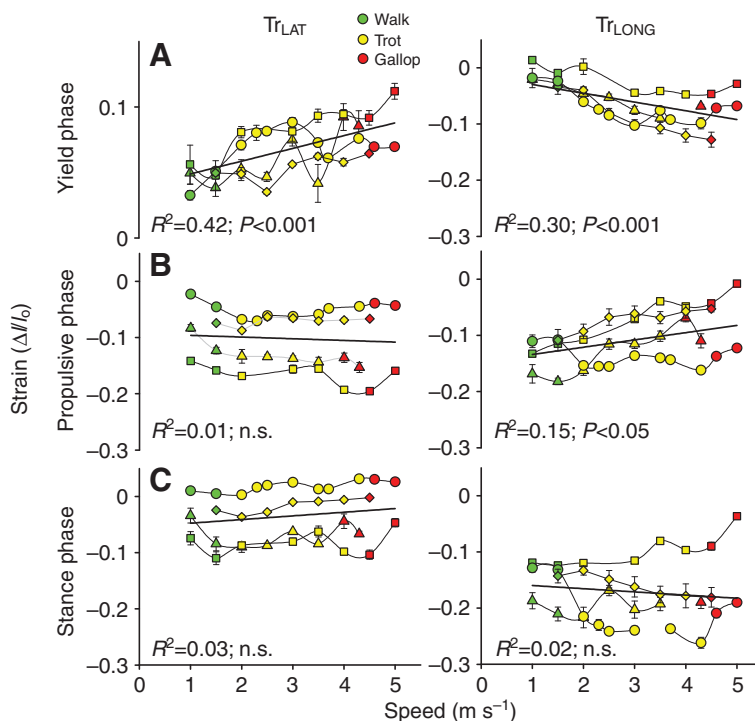 Tr_LAT
Walk
Trot
Gallop
Tr_LONG
A
Yield phase
0.1
0
R²=0.42; P<0.001
0
−0.1
−0.2
−0.3
R²=0.30; P<0.001
Strain (Δl/l₀)
B
Propulsive phase
0
−0.1
−0.2
−0.3
R²=0.01; n.s.
0
−0.1
−0.2
−0.3
R²=0.15; P<0.05
C
Stance phase
0
−0.1
−0.2
−0.3
R²=0.03; n.s.
0
−0.1
−0.2
−0.3
R²=0.02; n.s.
0 1 2 3 4 5
0 1 2 3 4 5
Speed (m s⁻¹)